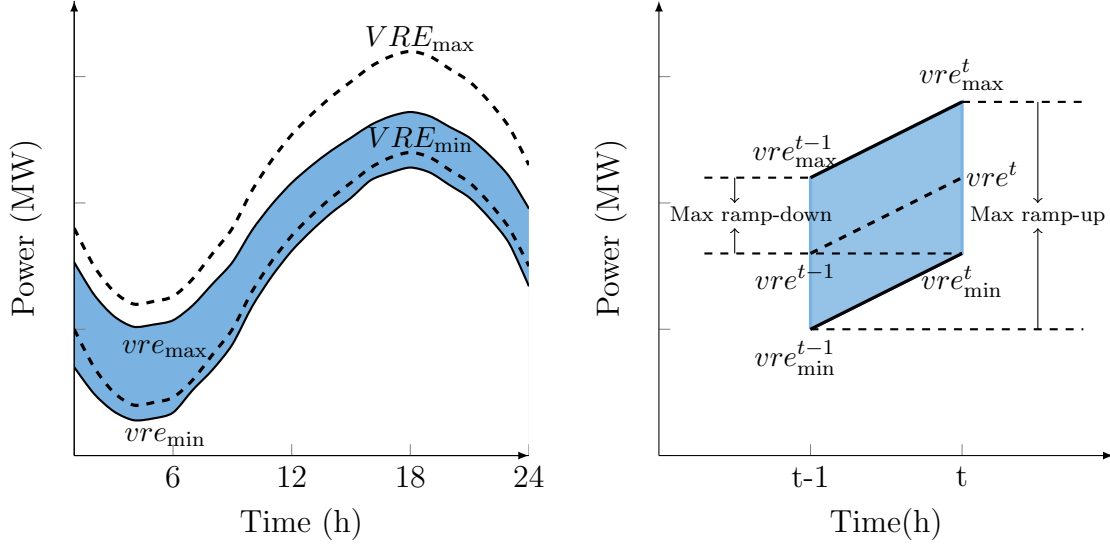 Power (MW)
VRE_max
VRE_min
vre_max
vre_min
6 12 18 24
Time (h)
Power (MW)
vre^t_max
vre^{t-1}_max
vre^t
Max ramp-down
Max ramp-up
vre^{t-1}
vre^t_min
vre^{t-1}_min
t-1 t
Time(h)